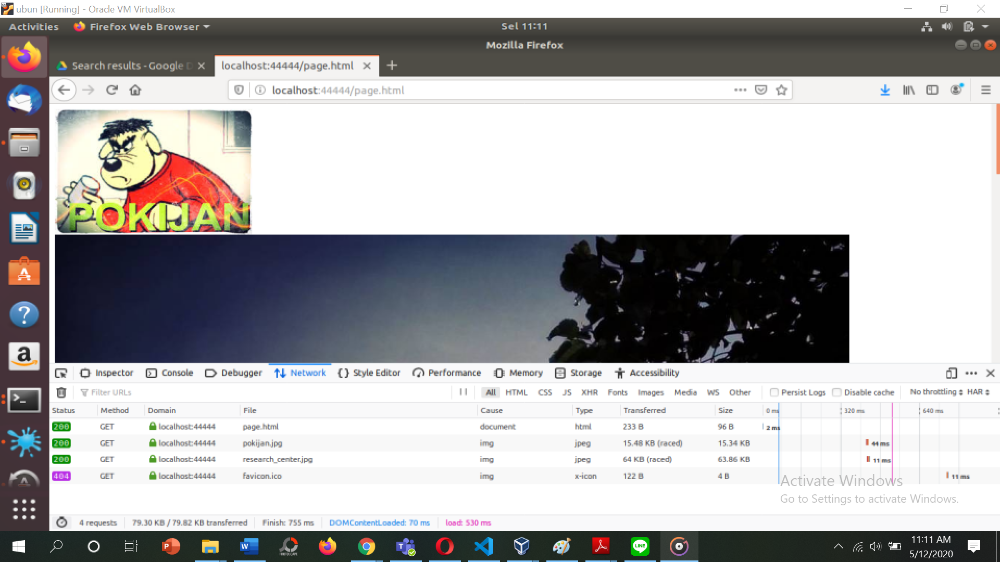 ubun [Running] - Oracle VM VirtualBox
Activities Firefox Web Browser Sel 11:11
Mozilla Firefox
Search results - Google D localhost:44444/page.html
localhost:44444/page.html
POKIJAN
Inspector Console Debugger Network Style Editor Performance Memory Storage Accessibility
Filter URLs All HTML CSS JS XHR Fonts Images Media WS Other Persist Logs Disable cache No throttling HAR
Status Method Domain File Cause Type Transferred Size 0 ms 320 ms 640 ms
200 GET localhost:44444 page.html document html 233 B 96 B 2 ms
200 GET localhost:44444 pokijan.jpg img jpeg 15.48 KB (raced) 15.34 KB 44 ms
200 GET localhost:44444 research_center.jpg img jpeg 64 KB (raced) 63.86 KB 11 ms
404 GET localhost:44444 favicon.ico img x-icon 122 B 4 B 11 ms
Activate Windows
Go to Settings to activate Windows.
4 requests 79.30 KB / 79.82 KB transferred Finish: 755 ms DOMContentLoaded: 70 ms load: 530 ms
PHOTOSCAPE
LINE
11:11 AM
5/12/2020